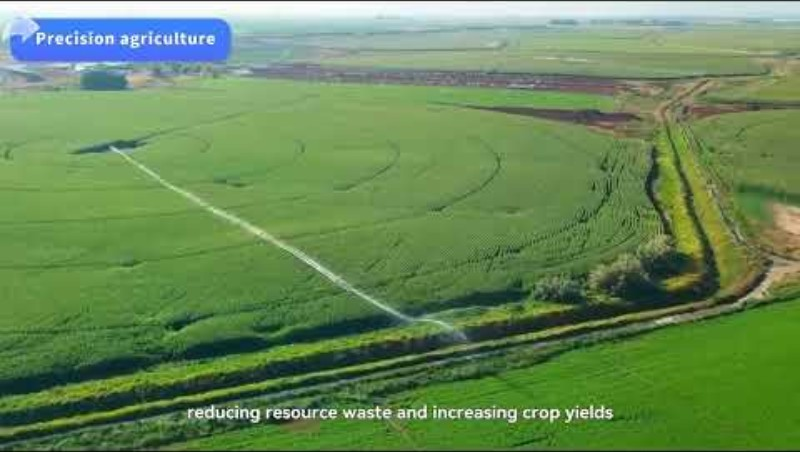 Precision agriculture
reducing resource waste and increasing crop yields